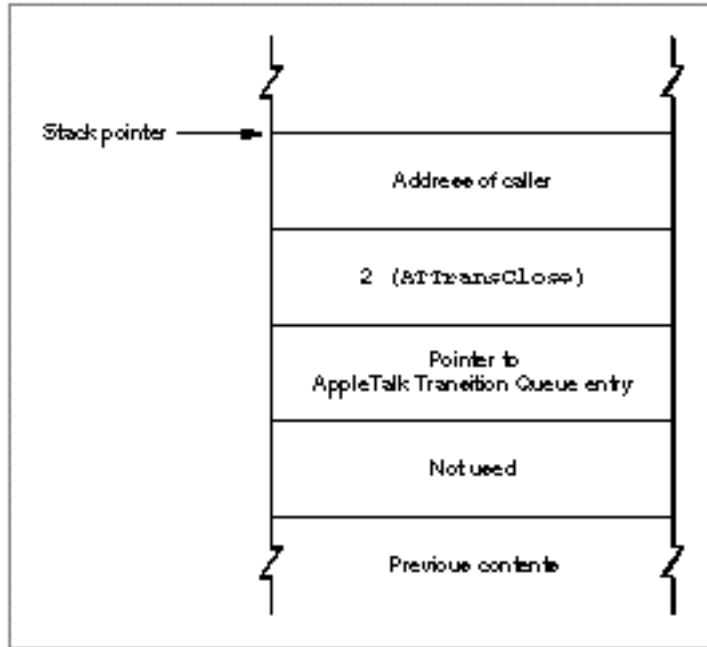 Stack pointer
Address of caller
2 (ATTransClose)
Pointer to
AppleTalk Transition Queue entry
Not used
Previous contents